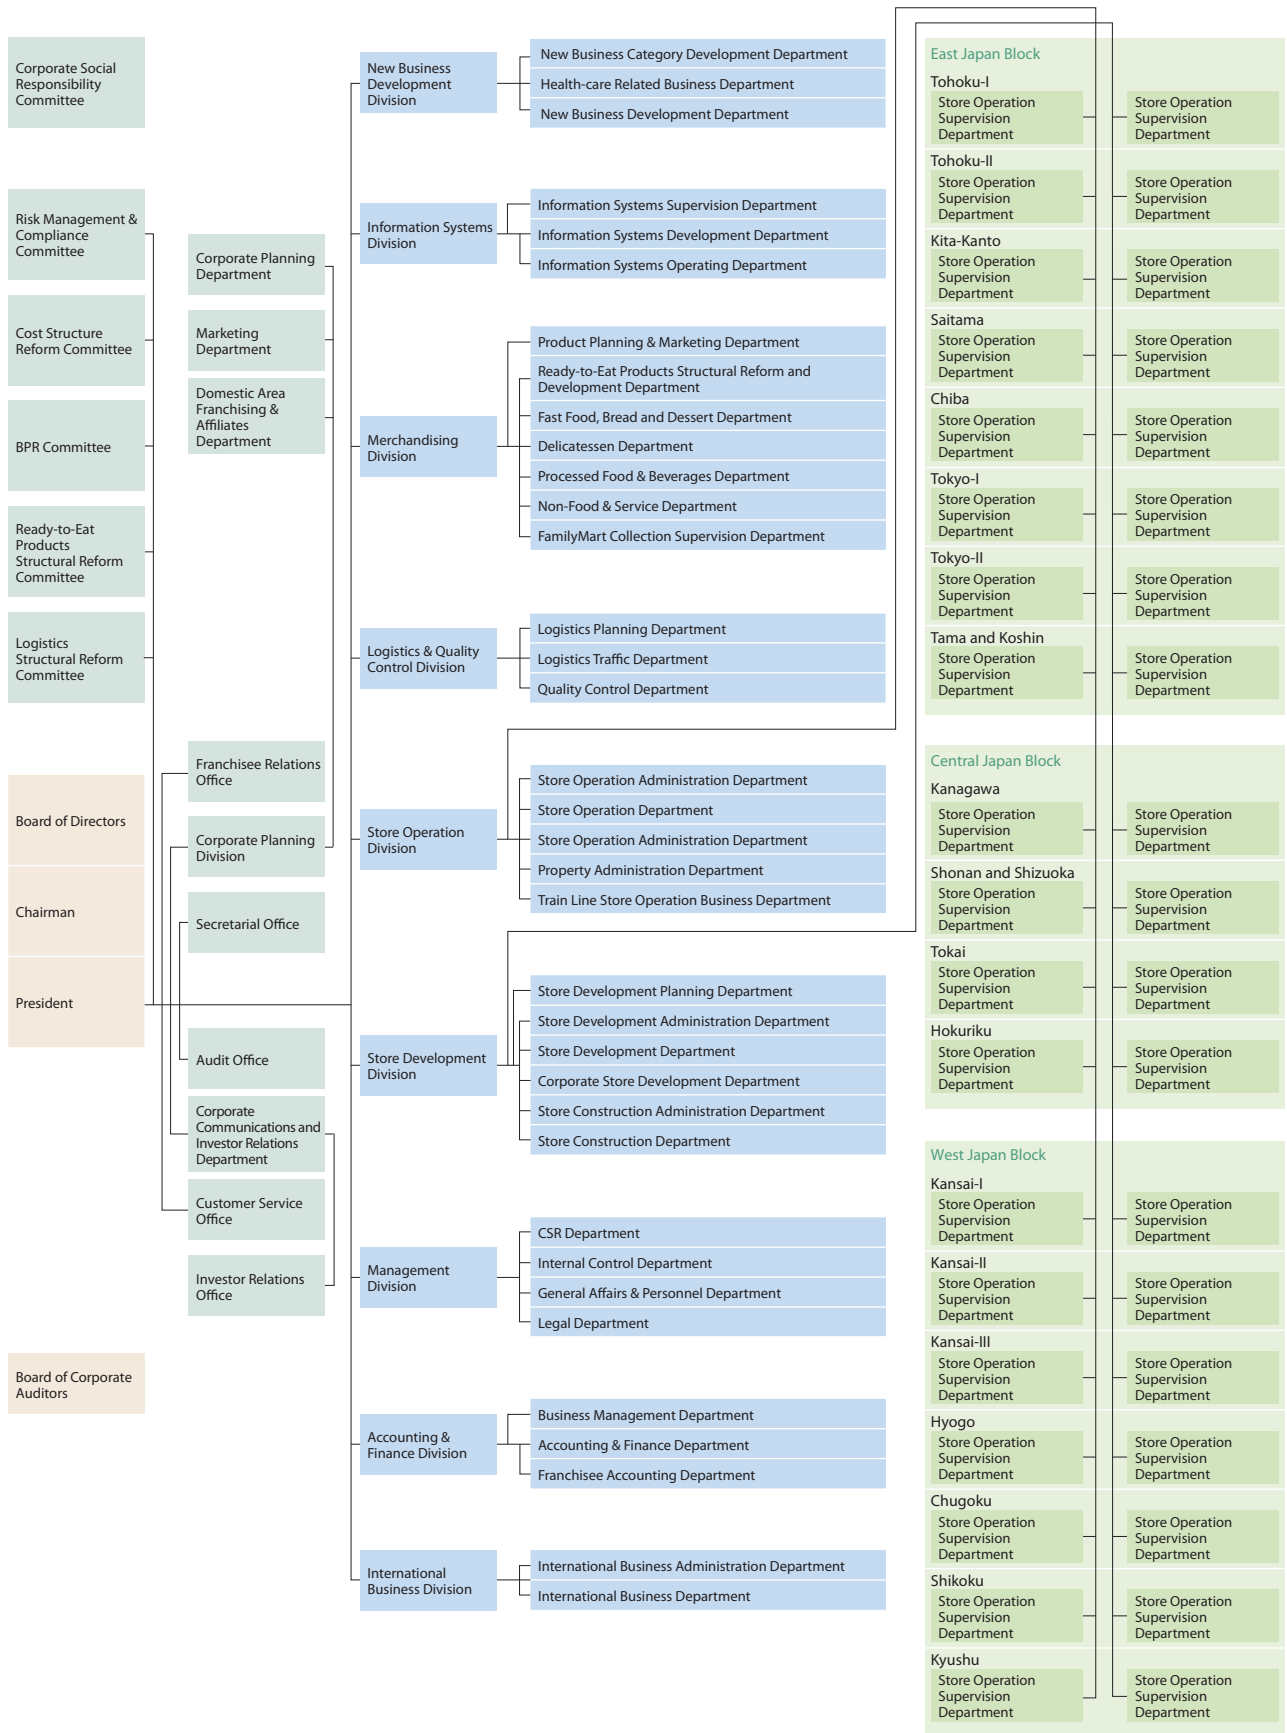 Corporate Social
Responsibility
Committee
Risk Management &
Compliance
Committee
Cost Structure
Reform Committee
BPR Committee
Ready-to-Eat
Products
Structural Reform
Committee
Logistics
Structural Reform
Committee
Board of Directors
Chairman
President
Board of Corporate
Auditors
Corporate Planning
Department
Marketing
Department
Domestic Area
Franchising &
Affiliates
Department
Franchisee Relations
Office
Corporate Planning
Division
Secretarial Office
Audit Office
Corporate
Communications and
Investor Relations
Department
Customer Service
Office
Investor Relations
Office
New Business
Development
Division
New Business Category Development Department
Health-care Related Business Department
New Business Development Department
Information Systems
Division
Information Systems Supervision Department
Information Systems Development Department
Information Systems Operating Department
Merchandising
Division
Product Planning & Marketing Department
Ready-to-Eat Products Structural Reform and
Development Department
Fast Food, Bread and Dessert Department
Delicatessen Department
Processed Food & Beverages Department
Non-Food & Service Department
FamilyMart Collection Supervision Department
Logistics & Quality
Control Division
Logistics Planning Department
Logistics Traffic Department
Quality Control Department
Store Operation
Division
Store Operation Administration Department
Store Operation Department
Store Operation Administration Department
Property Administration Department
Train Line Store Operation Business Department
Store Development
Division
Store Development Planning Department
Store Development Administration Department
Store Development Department
Corporate Store Development Department
Store Construction Administration Department
Store Construction Department
Management
Division
CSR Department
Internal Control Department
General Affairs & Personnel Department
Legal Department
Accounting &
Finance Division
Business Management Department
Accounting & Finance Department
Franchisee Accounting Department
International
Business Division
International Business Administration Department
International Business Department
East Japan Block
Tohoku-I
Store Operation
Supervision
Department
Store Operation
Supervision
Department
Tohoku-II
Store Operation
Supervision
Department
Store Operation
Supervision
Department
Kita-Kanto
Store Operation
Supervision
Department
Store Operation
Supervision
Department
Saitama
Store Operation
Supervision
Department
Store Operation
Supervision
Department
Chiba
Store Operation
Supervision
Department
Store Operation
Supervision
Department
Tokyo-I
Store Operation
Supervision
Department
Store Operation
Supervision
Department
Tokyo-II
Store Operation
Supervision
Department
Store Operation
Supervision
Department
Tama and Koshin
Store Operation
Supervision
Department
Store Operation
Supervision
Department
Central Japan Block
Kanagawa
Store Operation
Supervision
Department
Store Operation
Supervision
Department
Shonan and Shizuoka
Store Operation
Supervision
Department
Store Operation
Supervision
Department
Tokai
Store Operation
Supervision
Department
Store Operation
Supervision
Department
Hokuriku
Store Operation
Supervision
Department
Store Operation
Supervision
Department
West Japan Block
Kansai-I
Store Operation
Supervision
Department
Store Operation
Supervision
Department
Kansai-II
Store Operation
Supervision
Department
Store Operation
Supervision
Department
Kansai-III
Store Operation
Supervision
Department
Store Operation
Supervision
Department
Hyogo
Store Operation
Supervision
Department
Store Operation
Supervision
Department
Chugoku
Store Operation
Supervision
Department
Store Operation
Supervision
Department
Shikoku
Store Operation
Supervision
Department
Store Operation
Supervision
Department
Kyushu
Store Operation
Supervision
Department
Store Operation
Supervision
Department